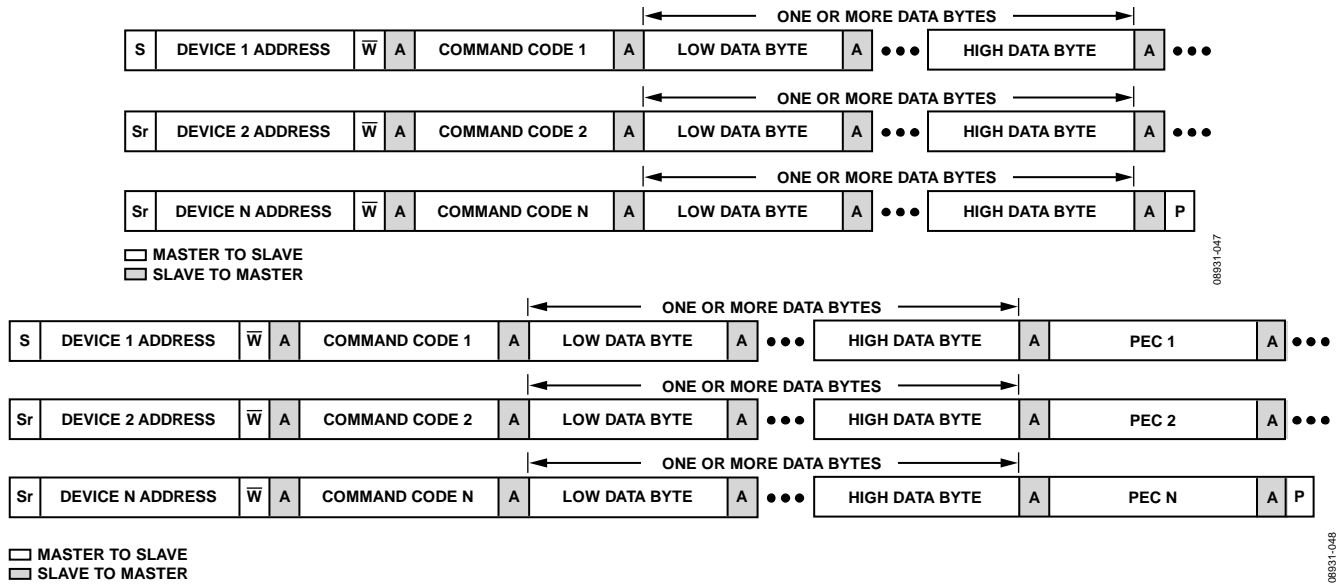 ONE OR MORE DATA BYTES
S DEVICE 1 ADDRESS W̅ A COMMAND CODE 1 A LOW DATA BYTE A ••• HIGH DATA BYTE A •••
ONE OR MORE DATA BYTES
Sr DEVICE 2 ADDRESS W̅ A COMMAND CODE 2 A LOW DATA BYTE A ••• HIGH DATA BYTE A •••
ONE OR MORE DATA BYTES
Sr DEVICE N ADDRESS W̅ A COMMAND CODE N A LOW DATA BYTE A ••• HIGH DATA BYTE A P
MASTER TO SLAVE
SLAVE TO MASTER
08931-047
ONE OR MORE DATA BYTES
S DEVICE 1 ADDRESS W̅ A COMMAND CODE 1 A LOW DATA BYTE A ••• HIGH DATA BYTE A PEC 1 A •••
ONE OR MORE DATA BYTES
Sr DEVICE 2 ADDRESS W̅ A COMMAND CODE 2 A LOW DATA BYTE A ••• HIGH DATA BYTE A PEC 2 A •••
ONE OR MORE DATA BYTES
Sr DEVICE N ADDRESS W̅ A COMMAND CODE N A LOW DATA BYTE A ••• HIGH DATA BYTE A PEC N A P
MASTER TO SLAVE
SLAVE TO MASTER
08931-048